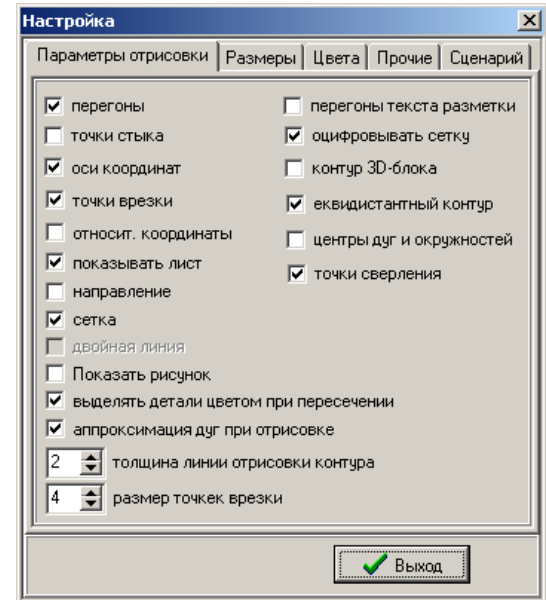 Настройка
Параметры отрисовки Размеры Цвета Прочие Сценарий
перегоны
точки стыка
оси координат
точки врезки
относит. координаты
показывать лист
направление
сетка
двойная линия
Показать рисунок
выделять детали цветом при пересечении
аппроксимация дуг при отрисовке
2 толщина линии отрисовки контура
4 размер точкек врезки
перегоны текста разметки
оцифровывать сетку
контур 3D-блока
еквидистантный контур
центры дуг и окружностей
точки сверления
Выход